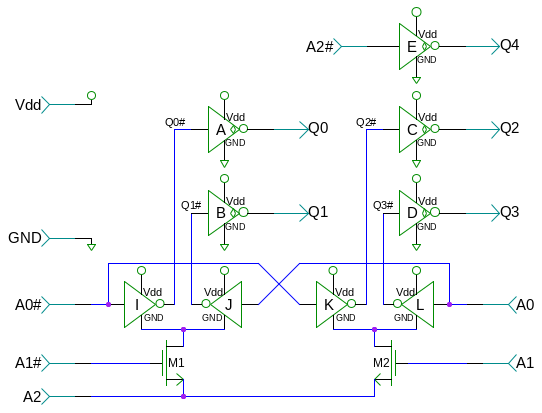 Vdd
A2# E Q4
GND
Vdd
Q0# Vdd Q2# Vdd
A Q0 C Q2
GND GND
Vdd Vdd
Q1# Q3#
B Q1 D Q3
GND GND
GND
Vdd Vdd Vdd Vdd
A0# I J K L A0
GND GND GND GND
A1# M1 M2 A1
A2